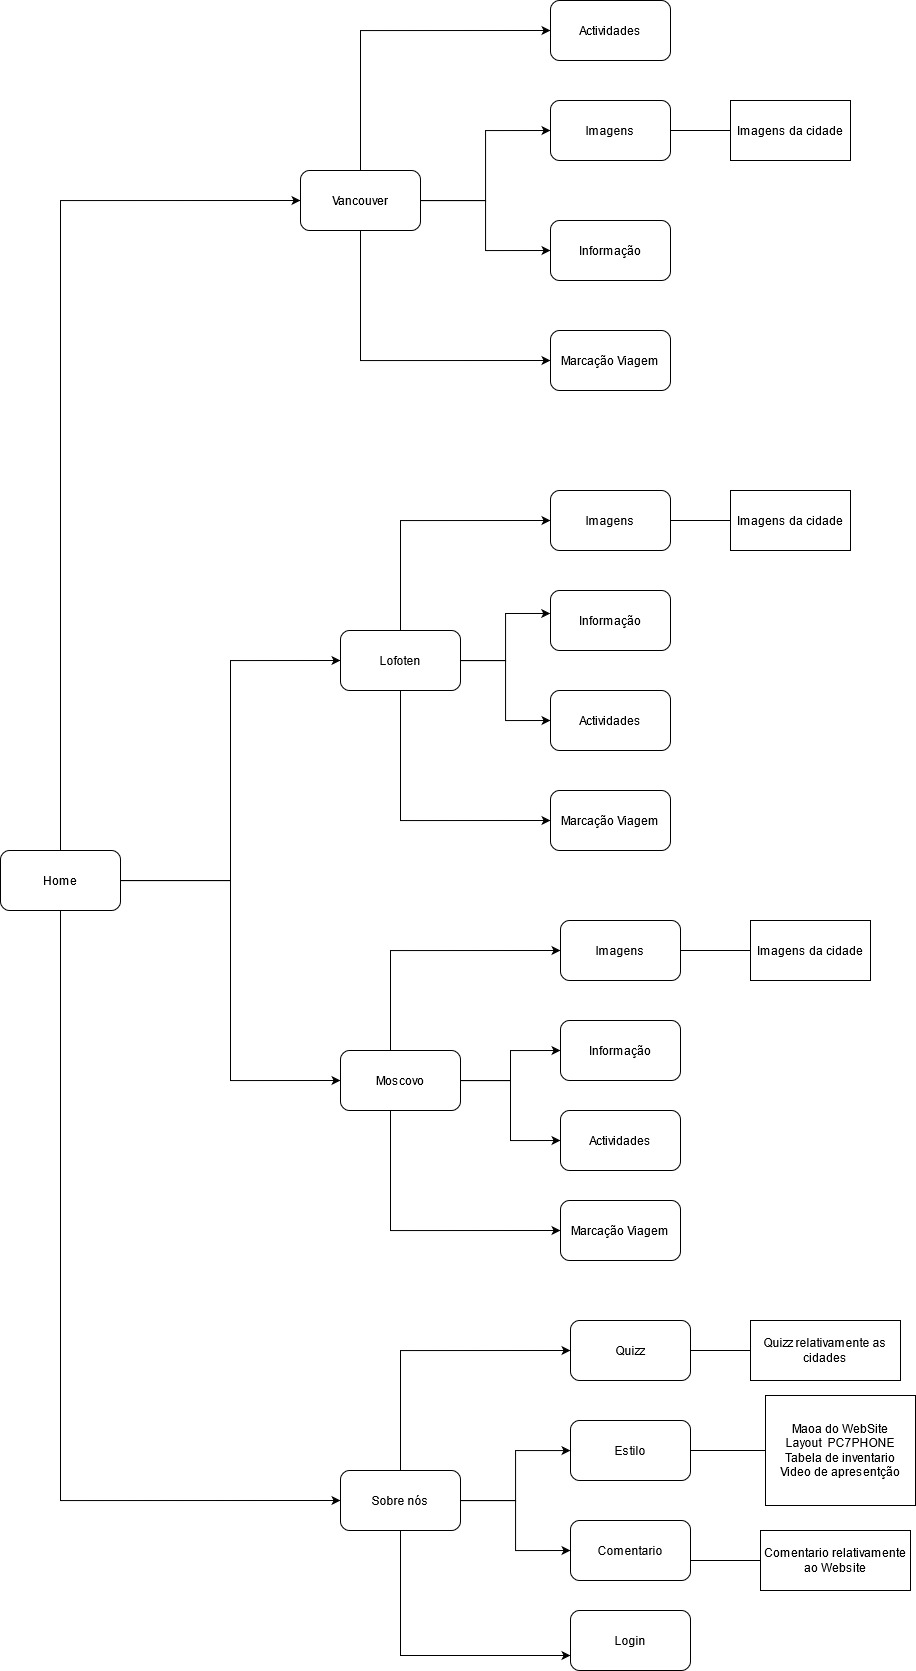 Actividades
Imagens
Imagens da cidade
Vancouver
Informação
Marcação Viagem
Imagens
Imagens da cidade
Informação
Lofoten
Actividades
Marcação Viagem
Home
Imagens
Imagens da cidade
Informação
Moscovo
Actividades
Marcação Viagem
Quizz
Quizz relativamente as
cidades
Estilo
Maoa do WebSite
Layout PC7PHONE
Tabela de inventario
Video de apresentção
Sobre nós
Comentario
Comentario relativamente
ao Website
Login